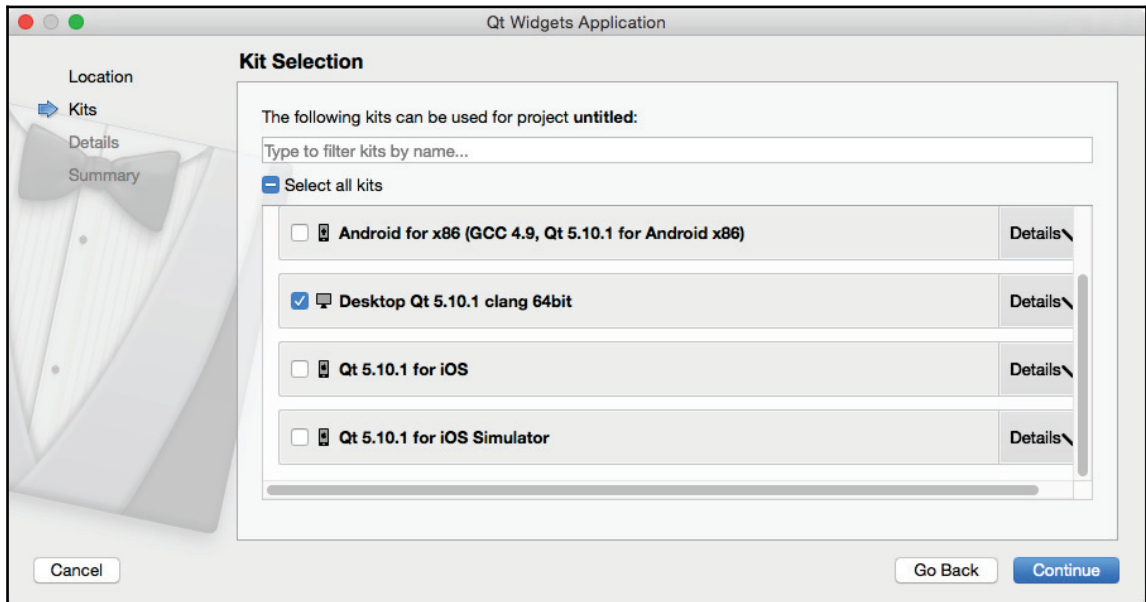 Qt Widgets Application
Location
Kits
Details
Summary
Kit Selection
The following kits can be used for project untitled:
Type to filter kits by name...
Select all kits
Android for x86 (GCC 4.9, Qt 5.10.1 for Android x86) Details
Desktop Qt 5.10.1 clang 64bit Details
Qt 5.10.1 for iOS Details
Qt 5.10.1 for iOS Simulator Details
Cancel Go Back Continue